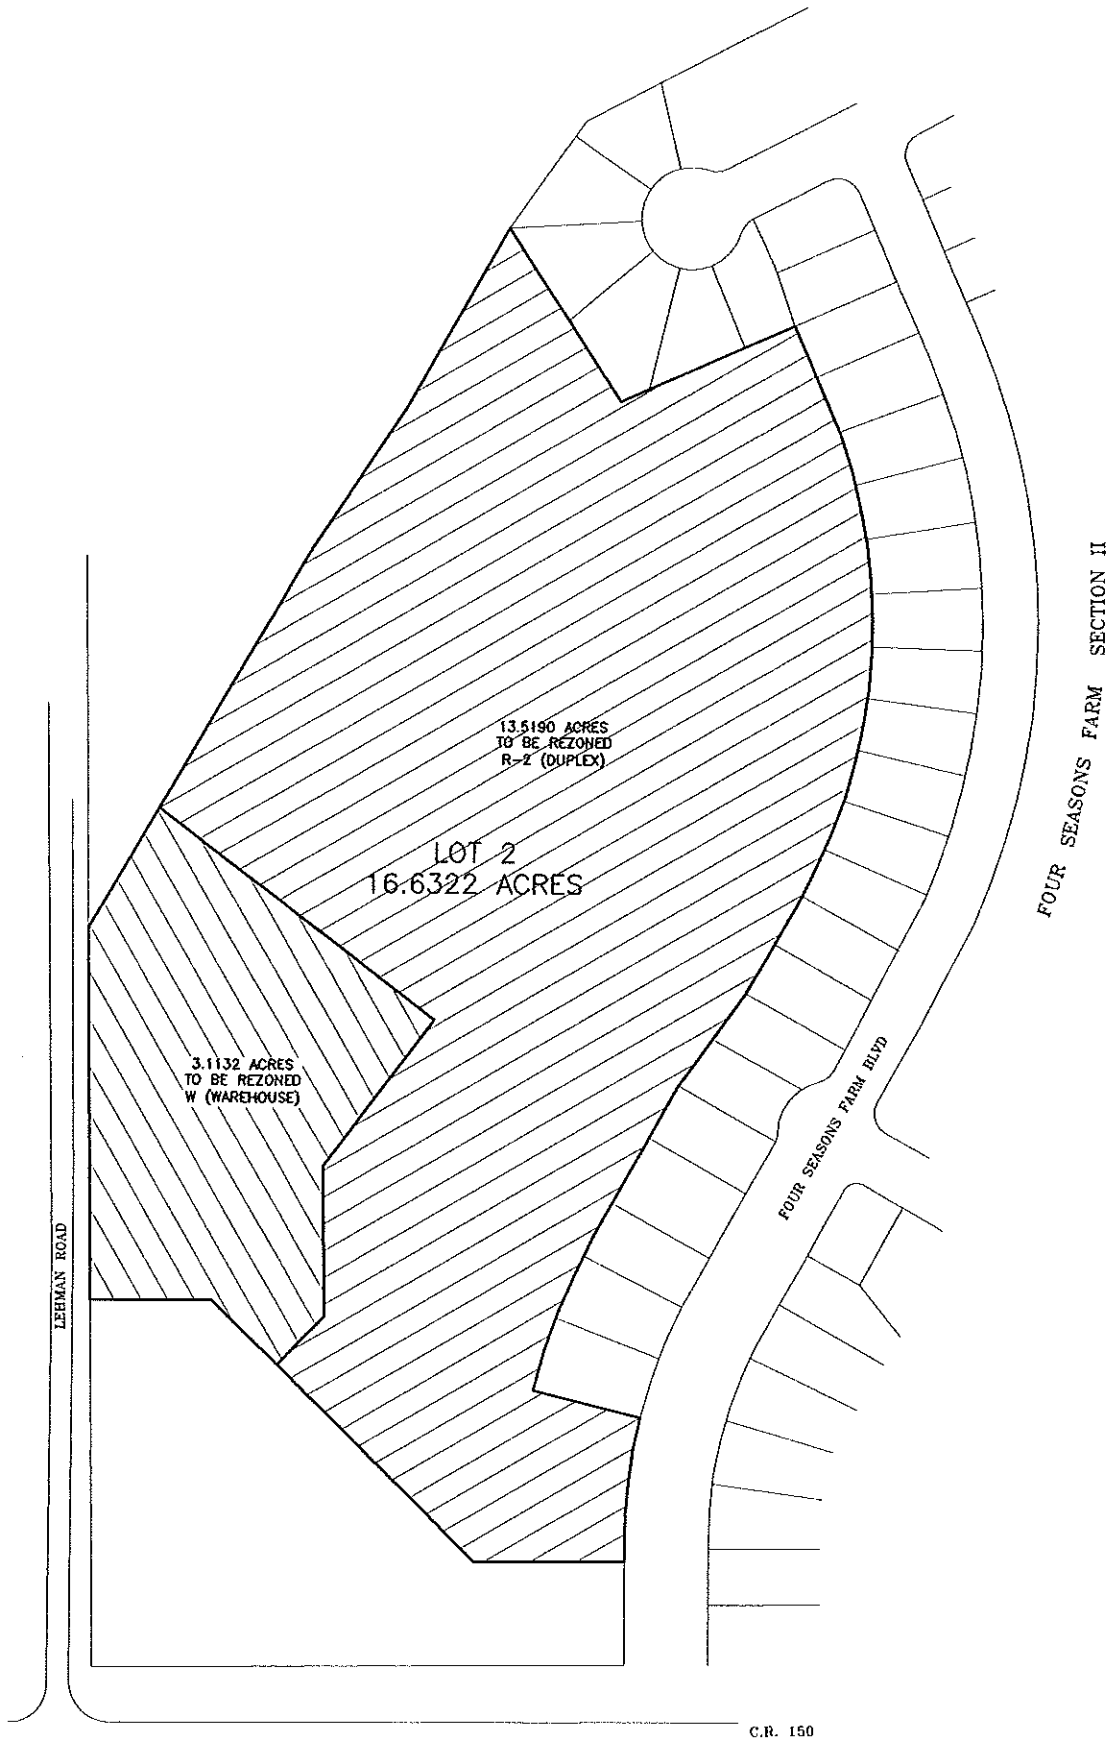 FOUR SEASONS FARM SECTION II
13.5190 ACRES
TO BE REZONED
R-2 (DUPLEX)
LOT 2
16.6322 ACRES
3.1132 ACRES
TO BE REZONED
W (WAREHOUSE)
FOUR SEASONS FARM BLVD
LEHMAN ROAD
C.R. 150